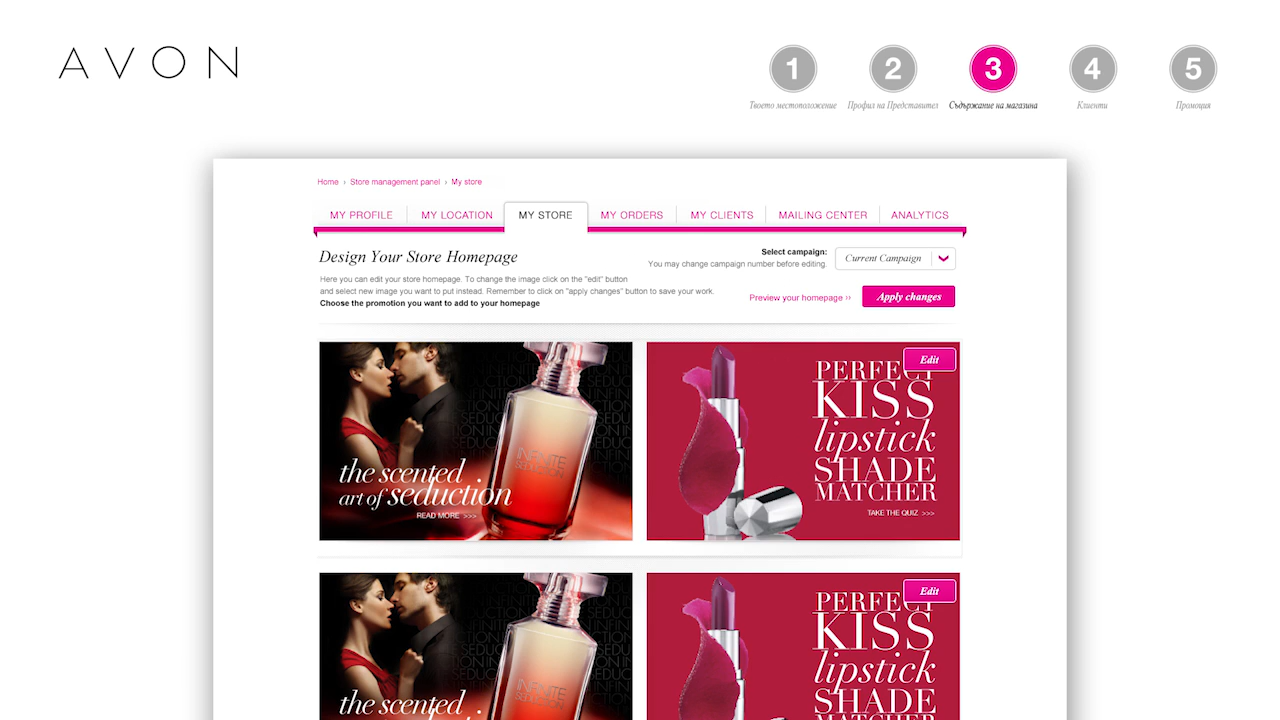 AVON
1 2 3 4 5
Твоето местоположение Профил на Представител Съдържание на магазина Клиенти Промоция
Home › Store management panel › My store
MY PROFILE MY LOCATION MY STORE MY ORDERS MY CLIENTS MAILING CENTER ANALYTICS
Design Your Store Homepage
Here you can edit your store homepage. To change the image click on the "edit" button
and select new image you want to put instead. Remember to click on "apply changes" button to save your work.
Choose the promotion you want to add to your homepage
Select campaign:
You may change campaign number before editing.
Current Campaign
Preview your homepage ››
Apply changes
the scented
art of seduction
READ MORE >>>
INFINITE
SEDUCTION
Edit
PERFECT
KISS
lipstick
SHADE
MATCHER
TAKE THE QUIZ >>>
the scented
INFINITE
SEDUCTION
Edit
PERFECT
KISS
lipstick
SHADE
MATCHER